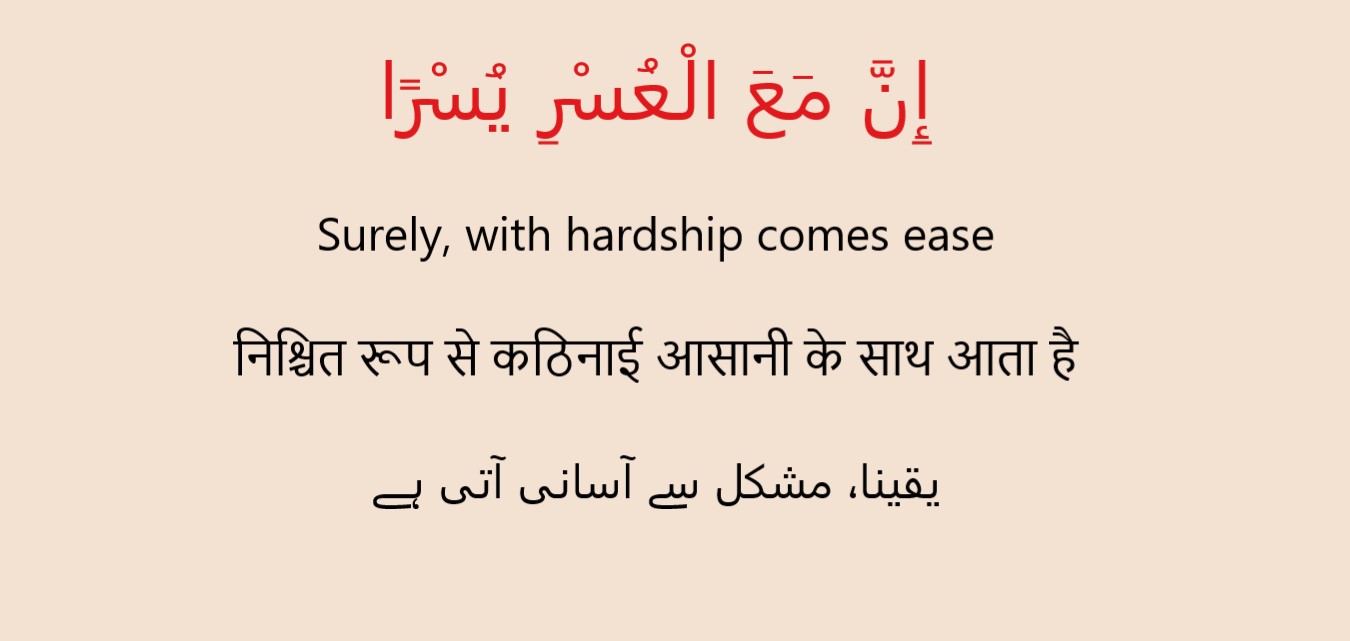 إِنَّ مَعَ الْعُسْرِ يُسْرًا
Surely, with hardship comes ease
निश्चित रूप से कठिनाई आसानी के साथ आता है
یقینا، مشکل سے آسانی آتی ہے